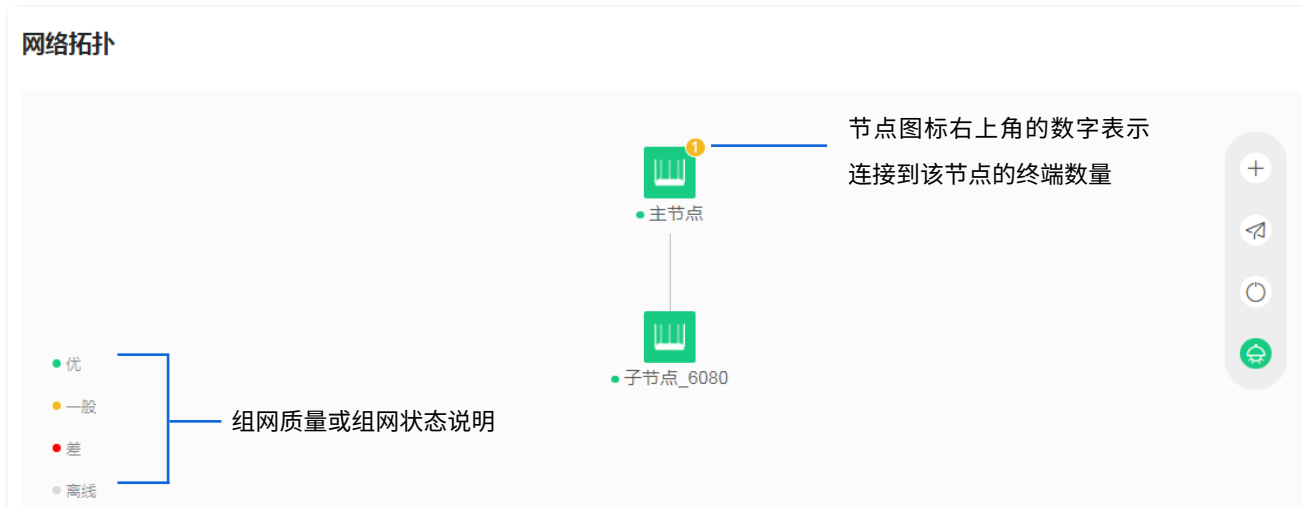 网络拓扑
1
节点图标右上角的数字表示
连接到该节点的终端数量
主节点
子节点_6080
优
一般
差
离线
组网质量或组网状态说明